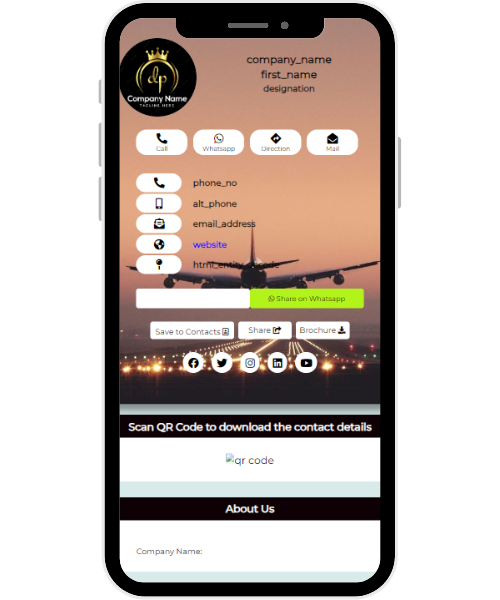 dp
Company Name
TAGLINE HERE
company_name
first_name
designation
Call
Whatsapp
Direction
Mail
phone_no
alt_phone
email_address
website
html_entity_decode
Share on Whatsapp
Save to Contacts
Share
Brochure
Scan QR Code to download the contact details
qr code
About Us
Company Name: